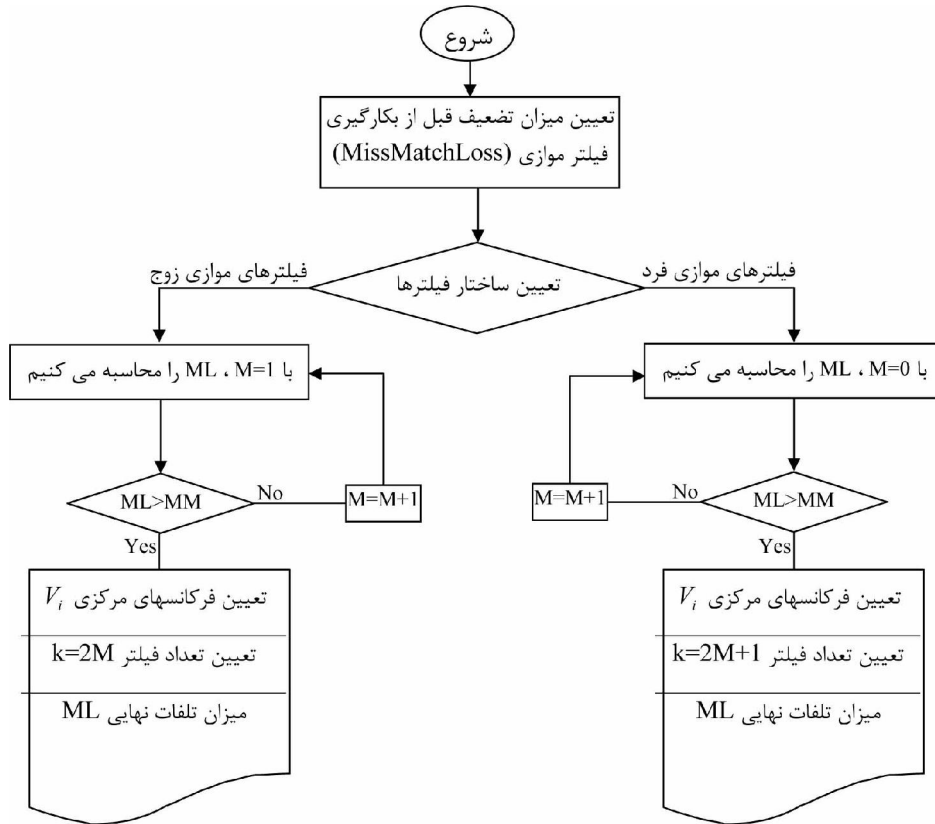 شروع
تعیین میزان تضعیف قبل از بکارگیری
فیلتر موازی (MissMatchLoss)
تعیین ساختار فیلترها
فیلترهای موازی زوج
فیلترهای موازی فرد
با M=1 ، ML را محاسبه می کنیم
با M=0 ، ML را محاسبه می کنیم
ML>MM
No
M=M+1
M=M+1
No
ML>MM
Yes
Yes
تعیین فرکانسهای مرکزی Vi
تعیین تعداد فیلتر k=2M
میزان تلفات نهایی ML
تعیین فرکانسهای مرکزی Vi
تعیین تعداد فیلتر k=2M+1
میزان تلفات نهایی ML